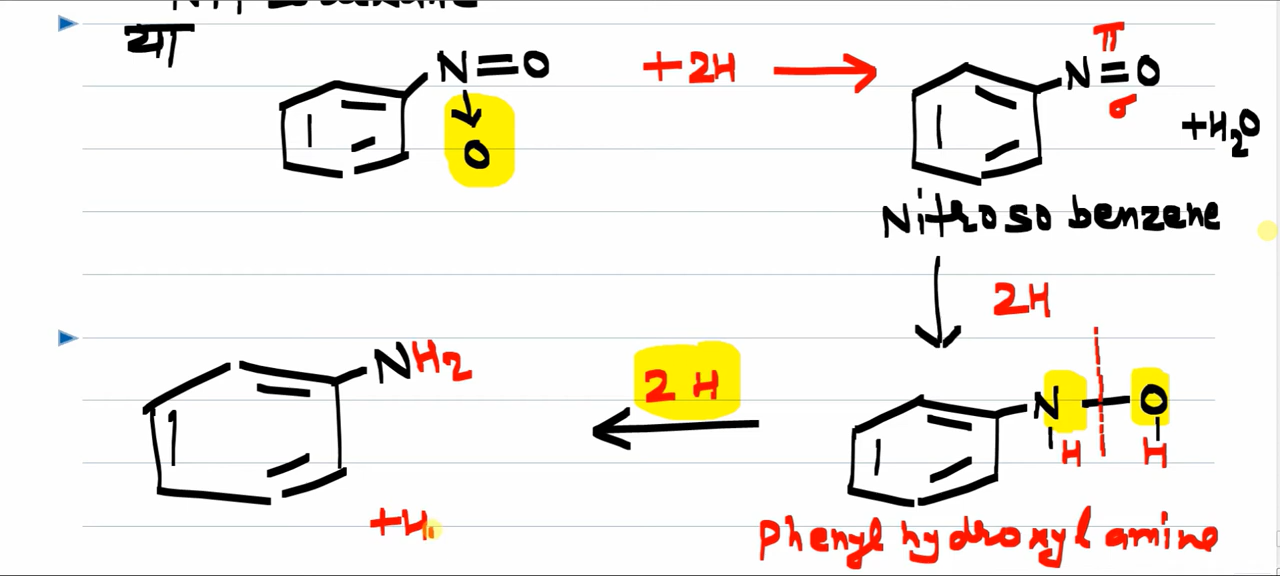 या
N=O
O
+2H
π
N=O
σ
+H₂O
Nitroso benzene
2H
NH₂
2 H
N-O
H H
+H
Phenyl hydroxyl amine